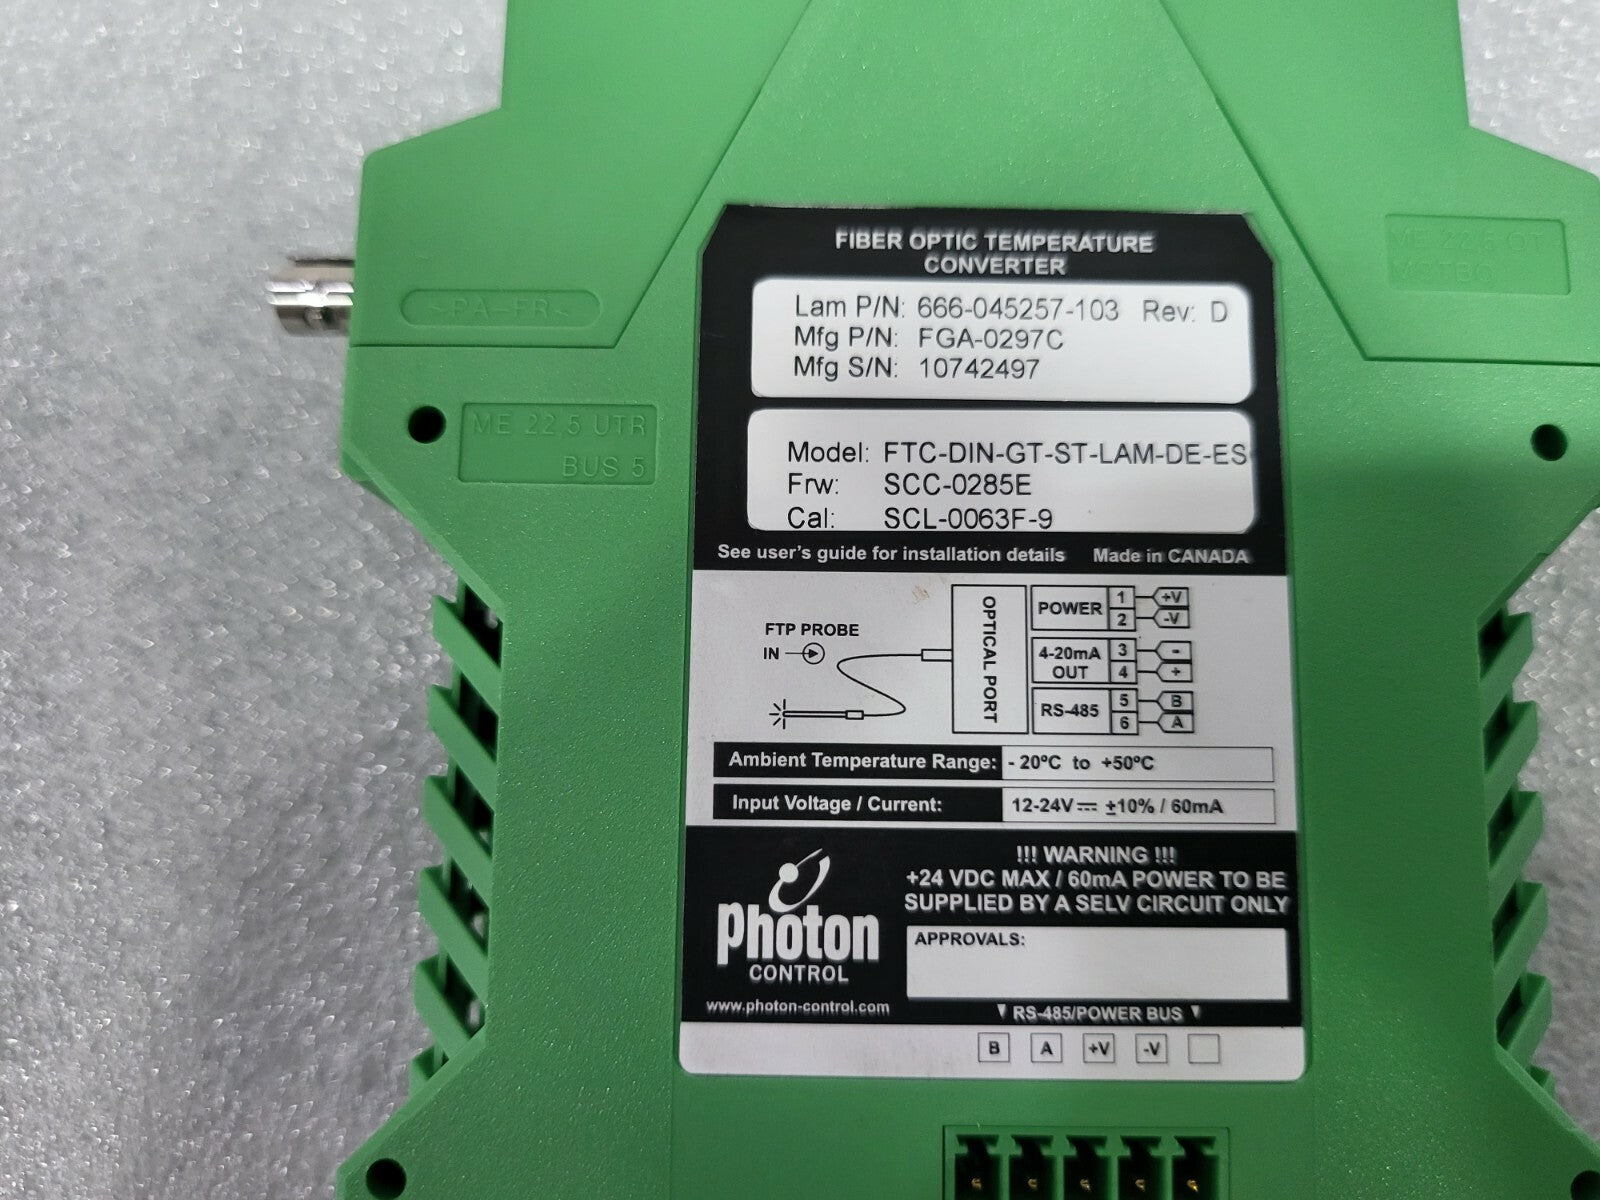 FIBER OPTIC TEMPERATURE
CONVERTER
Lam P/N: 666-045257-103 Rev: D
Mfg P/N: FGA-0297C
Mfg S/N: 10742497
>PA-FR<
ME 22,5 UTR
BUS 5
Model: FTC-DIN-GT-ST-LAM-DE-ES
Frw: SCC-0285E
Cal: SCL-0063F-9
See user's guide for installation details Made in CANADA
FTP PROBE
IN
OPTICAL PORT
POWER 1 +V
2 -V
4-20mA 3 -
OUT 4 +
RS-485 5 B
6 A
Ambient Temperature Range: - 20ºC to +50ºC
Input Voltage / Current: 12-24V⎓ ±10% / 60mA
!!! WARNING !!!
+24 VDC MAX / 60mA POWER TO BE
SUPPLIED BY A SELV CIRCUIT ONLY
Photon
CONTROL
www.photon-control.com
APPROVALS:
▼ RS-485/POWER BUS ▼
B A +V -V